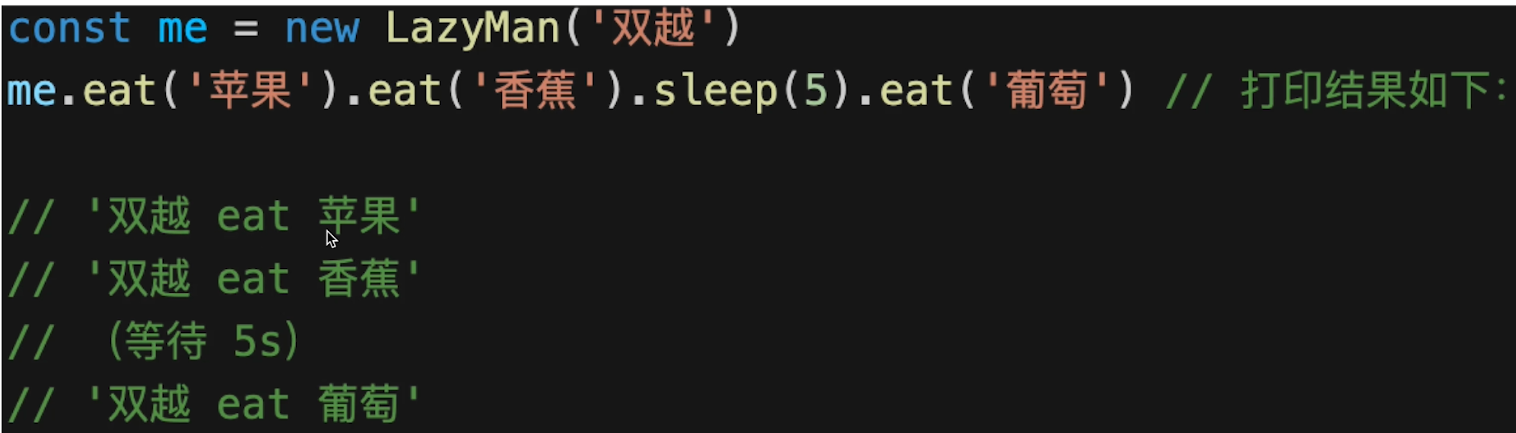 const me = new LazyMan('双越')
me.eat('苹果').eat('香蕉').sleep(5).eat('葡萄') // 打印结果如下:
// '双越 eat 苹果'
// '双越 eat 香蕉'
// (等待 5s)
// '双越 eat 葡萄'